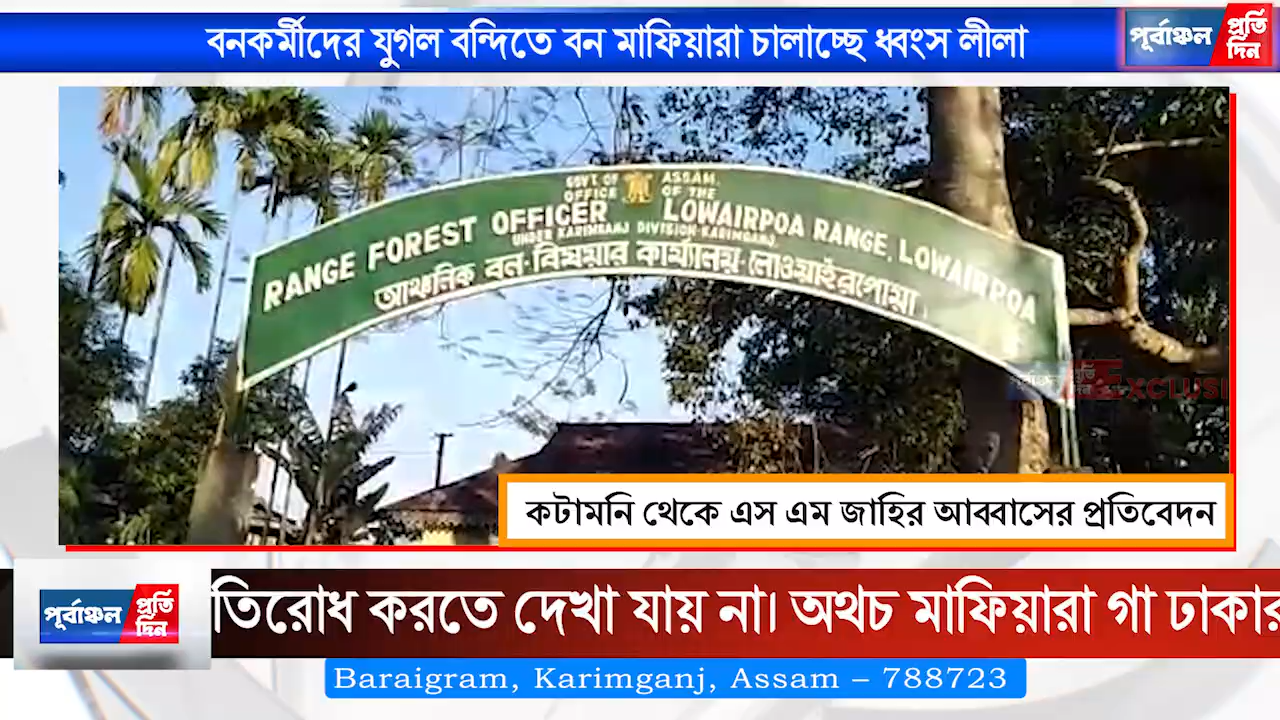 বনকর্মীদের যুগল বন্দিতে বন মাফিয়ারা চালাচ্ছে ধ্বংস লীলা
পূর্বাঞ্চল প্রতি দিন
GOVT. OF ASSAM.
OFFICE OF THE
RANGE FOREST OFFICER LOWAIRPOA RANGE, LOWAIRPOA
UNDER KARIMGANJ DIVISION-KARIMGANJ.
আঞ্চলিক বন-বিষয়ার কার্য্যালয়-লোওয়াইরপোয়া
EXCLUSI
কটামনি থেকে এস এম জাহির আব্বাসের প্রতিবেদন
পূর্বাঞ্চল প্রতি দিন
তিরোধ করতে দেখা যায় না। অথচ মাফিয়ারা গা ঢাকার
Baraigram, Karimganj, Assam – 788723